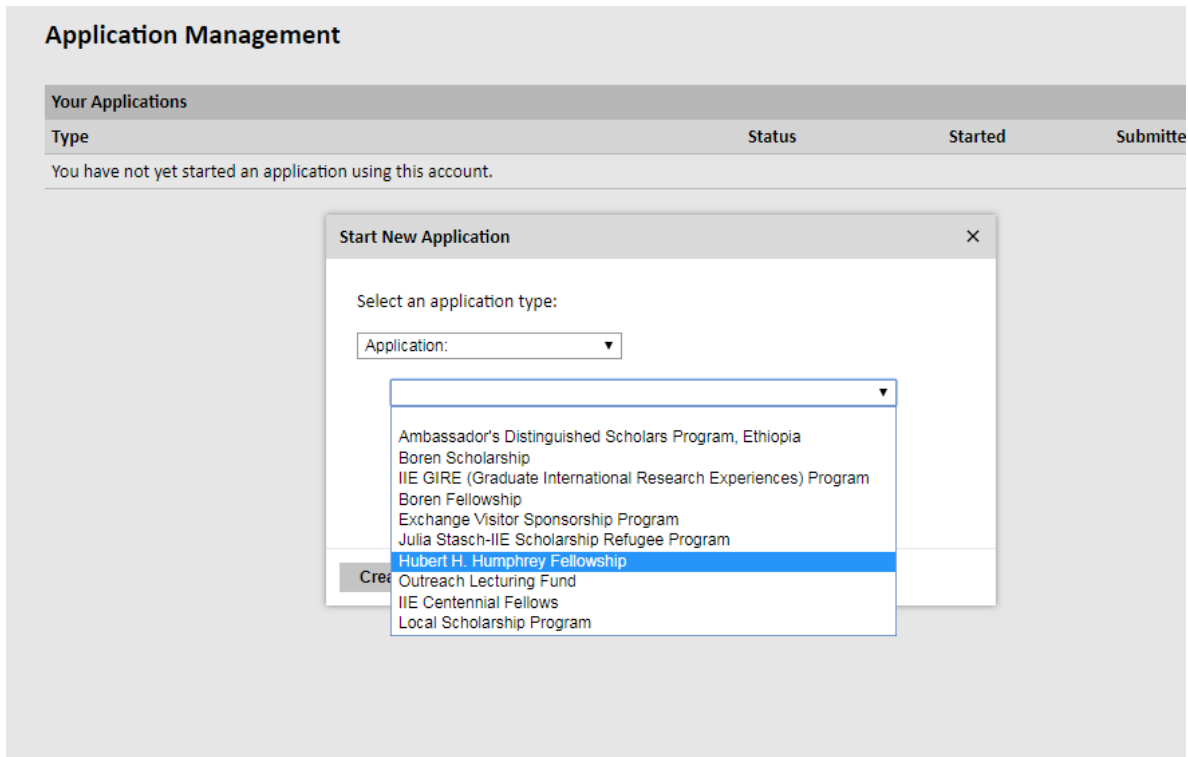 Application Management
Your Applications
Type Status Started Submitte
You have not yet started an application using this account.
Start New Application ×
Select an application type:
Application:
Ambassador's Distinguished Scholars Program, Ethiopia
Boren Scholarship
IIE GIRE (Graduate International Research Experiences) Program
Boren Fellowship
Exchange Visitor Sponsorship Program
Julia Stasch-IIE Scholarship Refugee Program
Hubert H. Humphrey Fellowship
Crea
Outreach Lecturing Fund
IIE Centennial Fellows
Local Scholarship Program